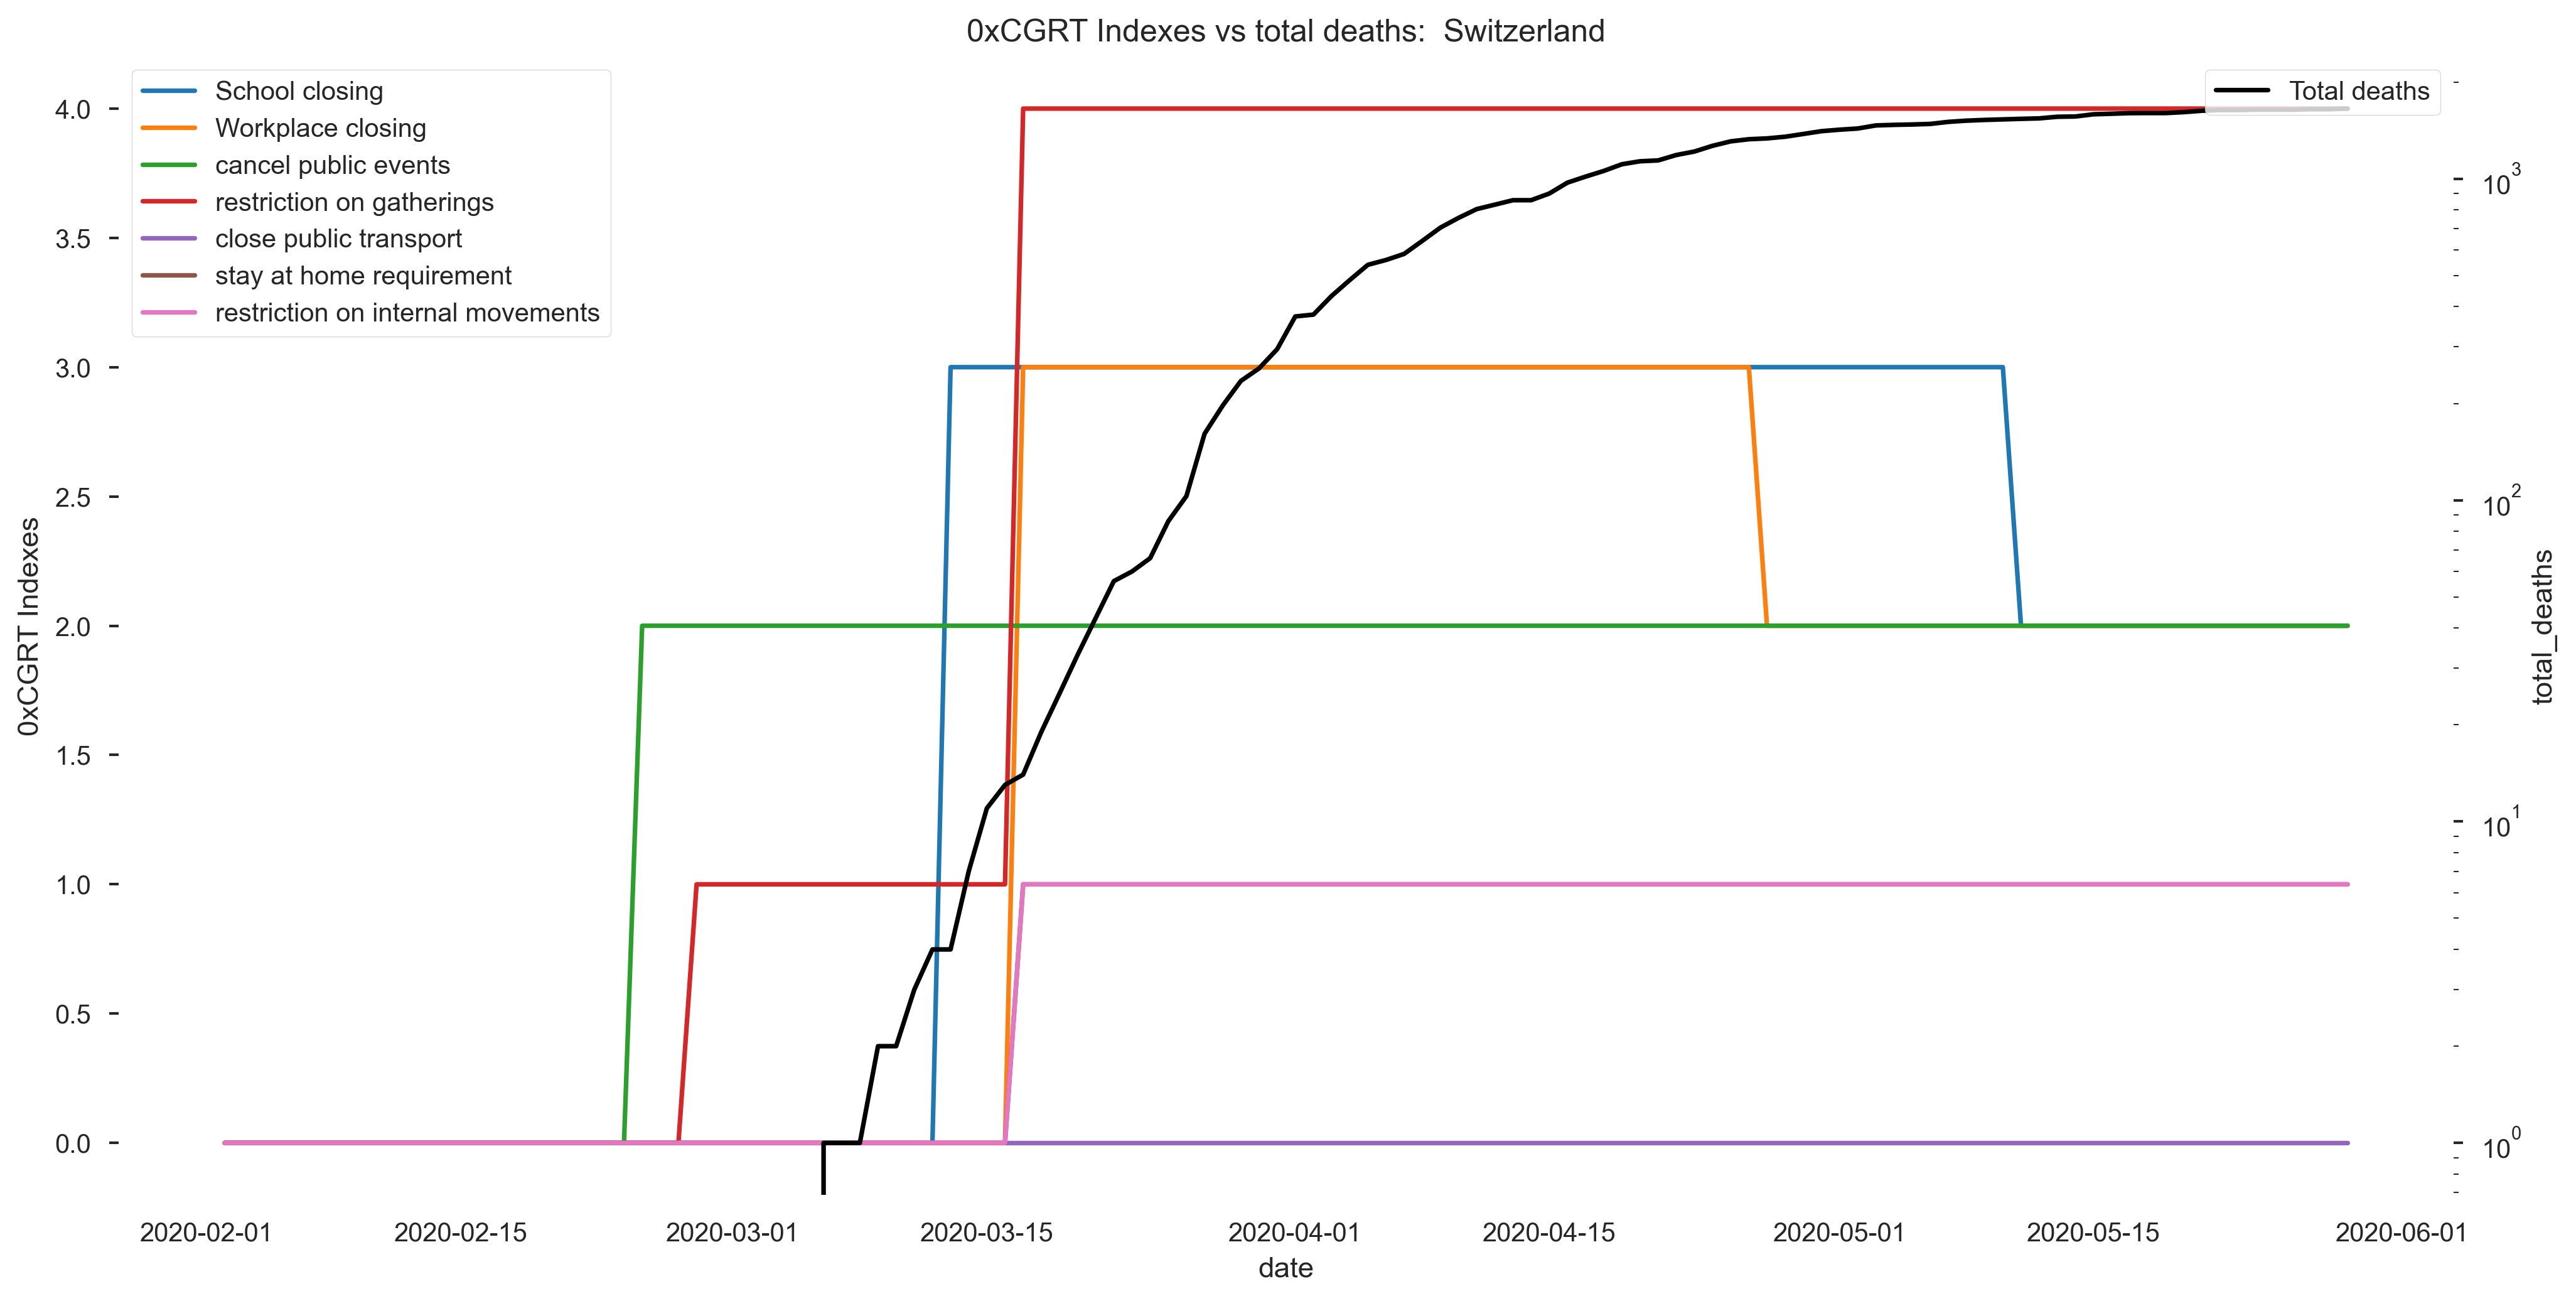 0xCGRT Indexes vs total deaths:  Switzerland
School closing
Workplace closing
cancel public events
restriction on gatherings
close public transport
stay at home requirement
restriction on internal movements
Total deaths
4.0
3.5
3.0
2.5
2.0
1.5
1.0
0.5
0.0
0xCGRT Indexes
10³
10²
10¹
10⁰
total_deaths
2020-02-01 2020-02-15 2020-03-01 2020-03-15 2020-04-01 2020-04-15 2020-05-01 2020-05-15 2020-06-01
date